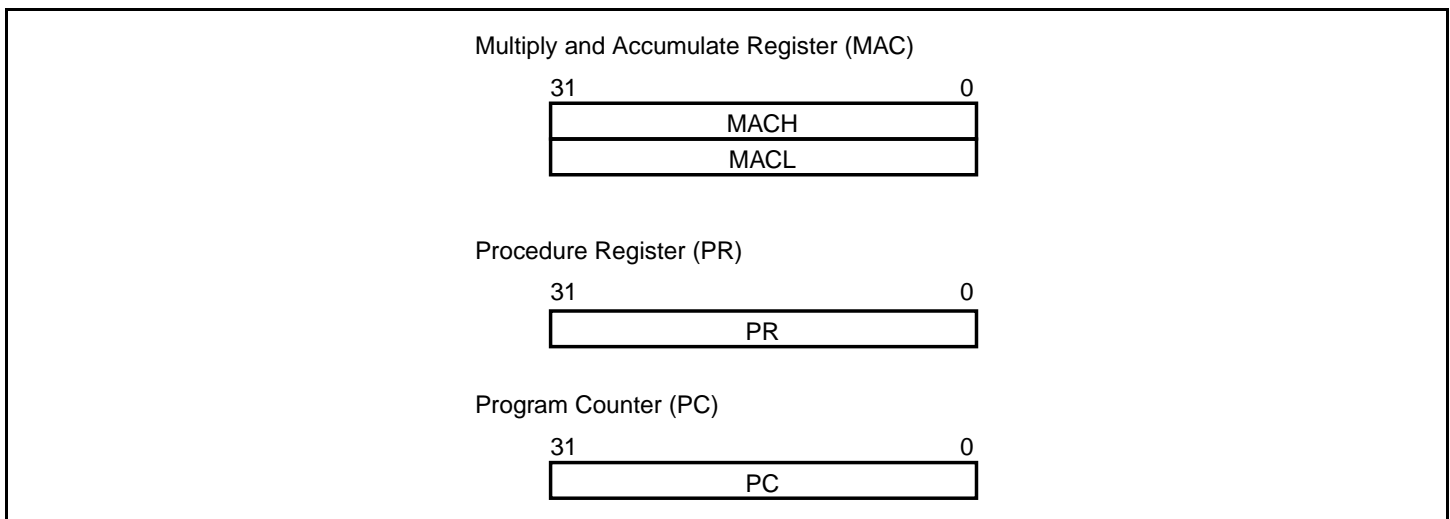 Multiply and Accumulate Register (MAC)
31 0
MACH
MACL
Procedure Register (PR)
31 0
PR
Program Counter (PC)
31 0
PC